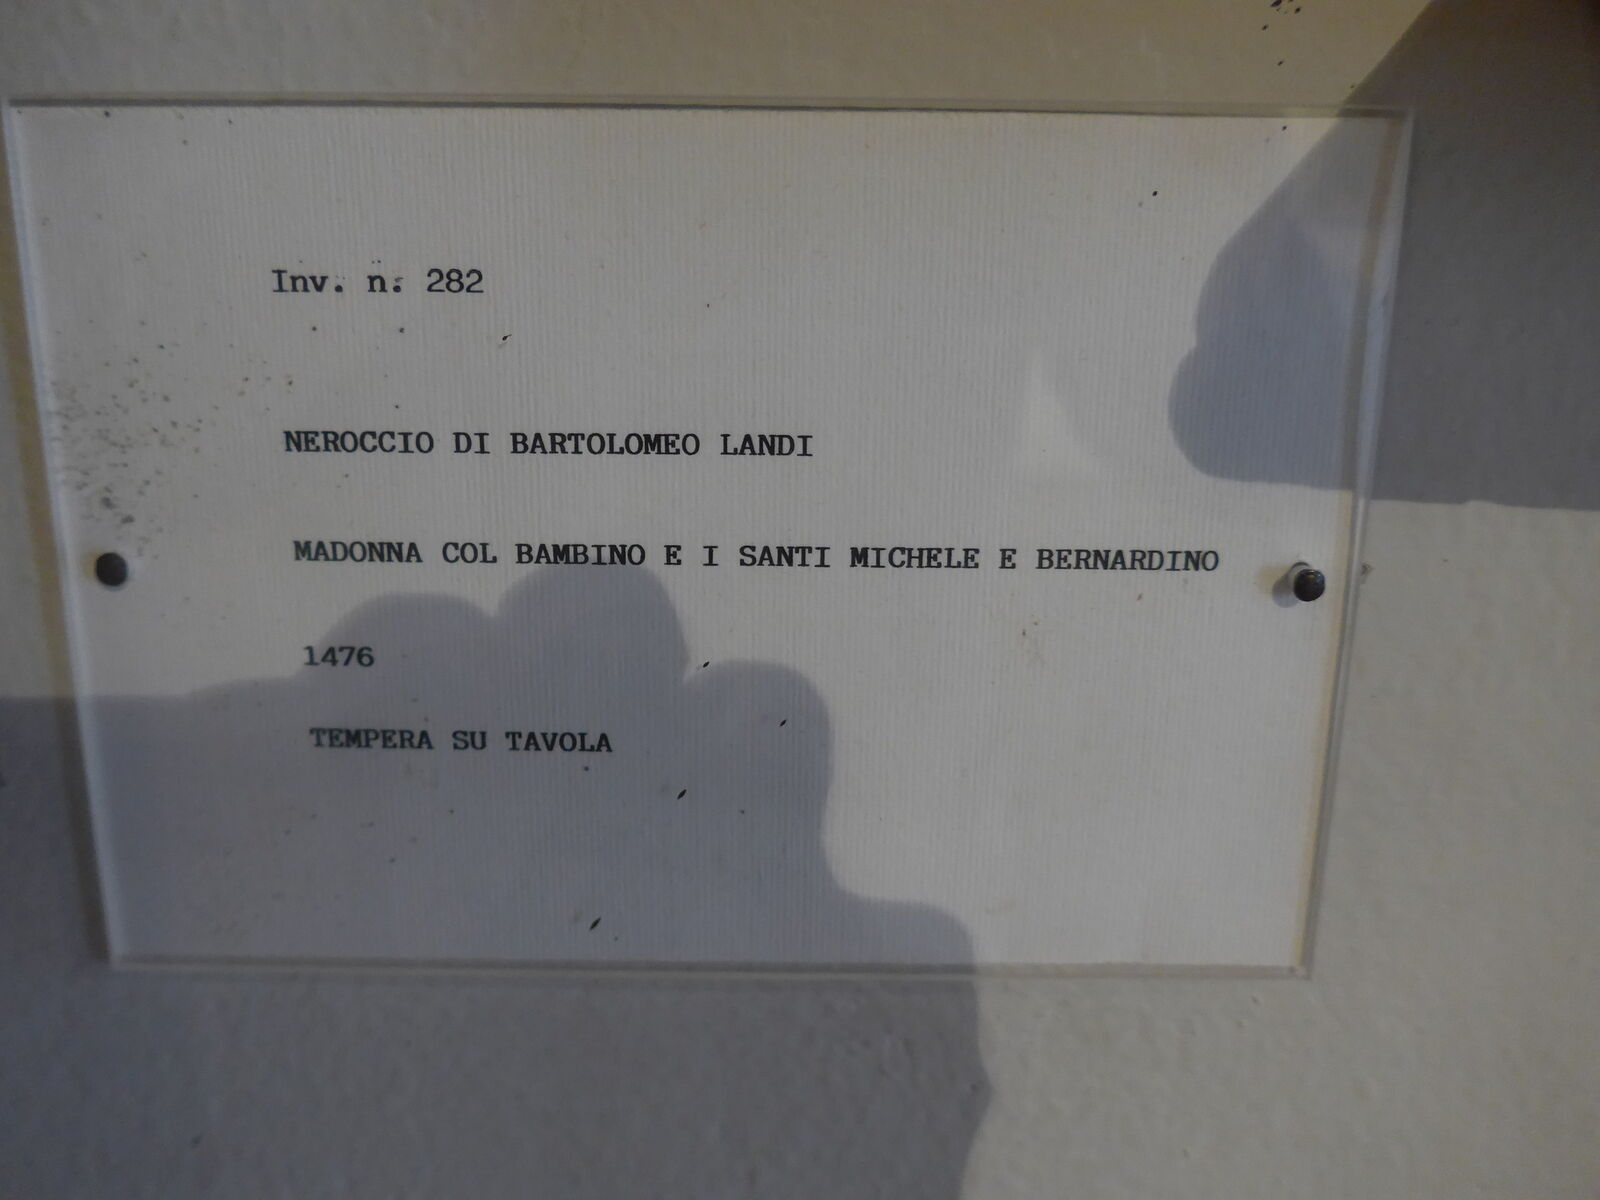 Inv. n. 282
NEROCCIO DI BARTOLOMEO LANDI
MADONNA COL BAMBINO E I SANTI MICHELE E BERNARDINO
1476
TEMPERA SU TAVOLA